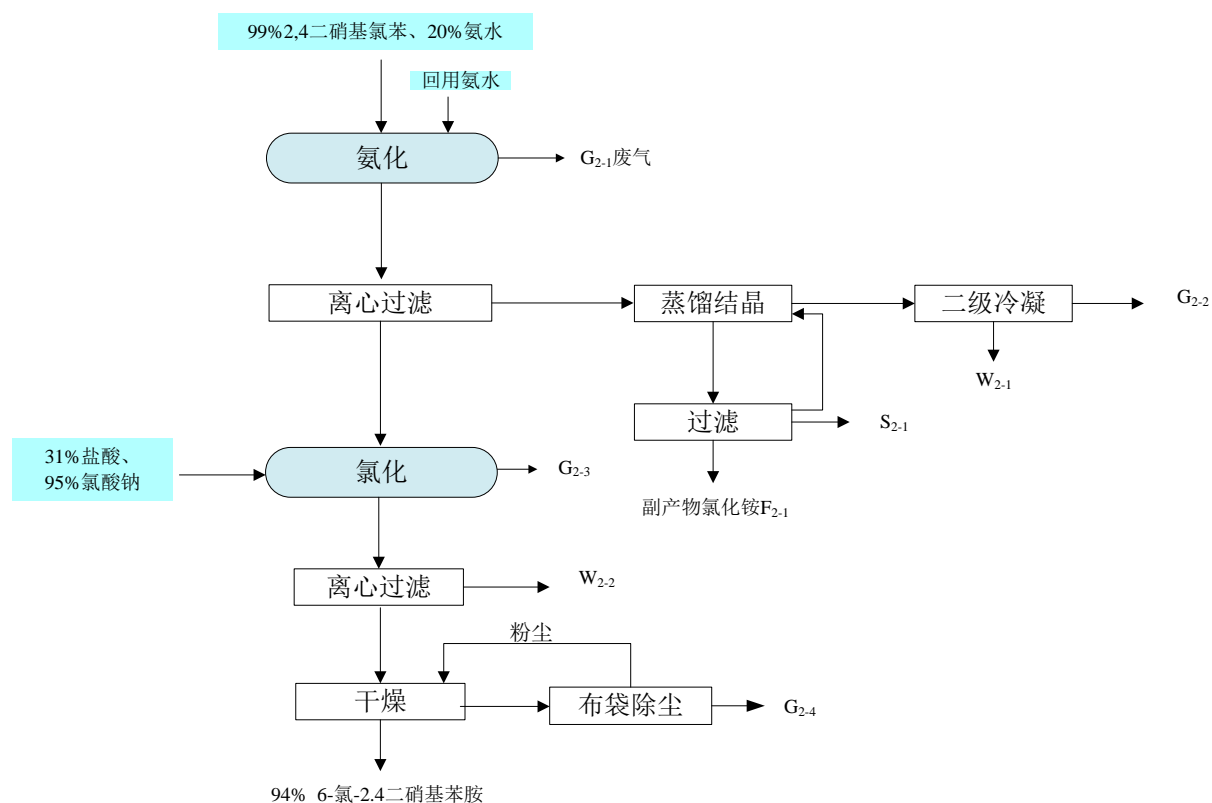 99%2,4二硝基氯苯、20%氨水
回用氨水
氨化
G2-1废气
离心过滤
蒸馏结晶
二级冷凝
G2-2
W2-1
过滤
S2-1
31%盐酸、
95%氯酸钠
氯化
G2-3
副产物氯化铵F2-1
离心过滤
W2-2
粉尘
干燥
布袋除尘
G2-4
94% 6-氯-2.4二硝基苯胺